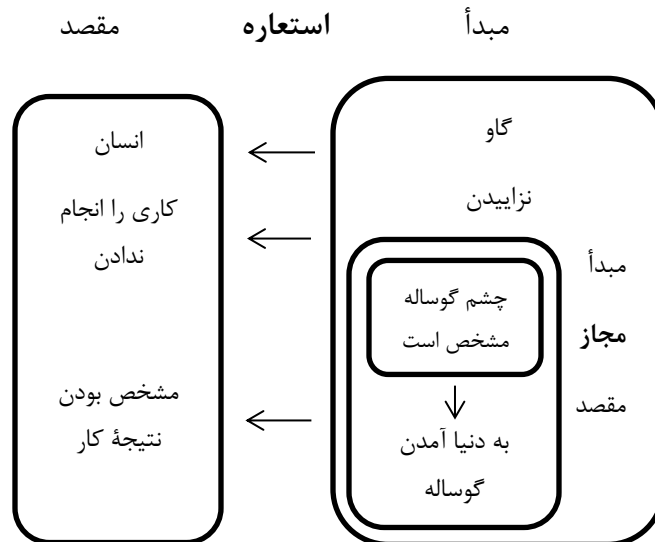 مبدأ استعاره مقصد
گاو
انسان
نزاییدن
کاری را انجام
ندادن
مبدأ
چشم گوساله
مشخص است
مجاز
مقصد
به دنیا آمدن
گوساله
مشخص بودن
نتیجهٔ کار